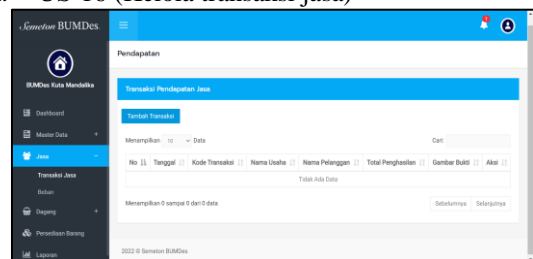 US-16 (Kelola transaksi jasa)
Semeton BUMDes.
BUMDes Kuta Mandalika
Dashboard
Master Data +
Jasa -
Transaksi Jasa
Beban
Dagang +
Persediaan Barang
Laporan
Pendapatan
Transaksi Pendapatan Jasa
Tambah Transaksi
Menampilkan 10 Data
Cari:
No Tanggal Kode Transaksi Nama Usaha Nama Pelanggan Total Penghasilan Gambar Bukti Aksi
Tidak Ada Data
Menampilkan 0 sampai 0 dari 0 data
Sebelumnya Selanjutnya
2022 © Semeton BUMDes